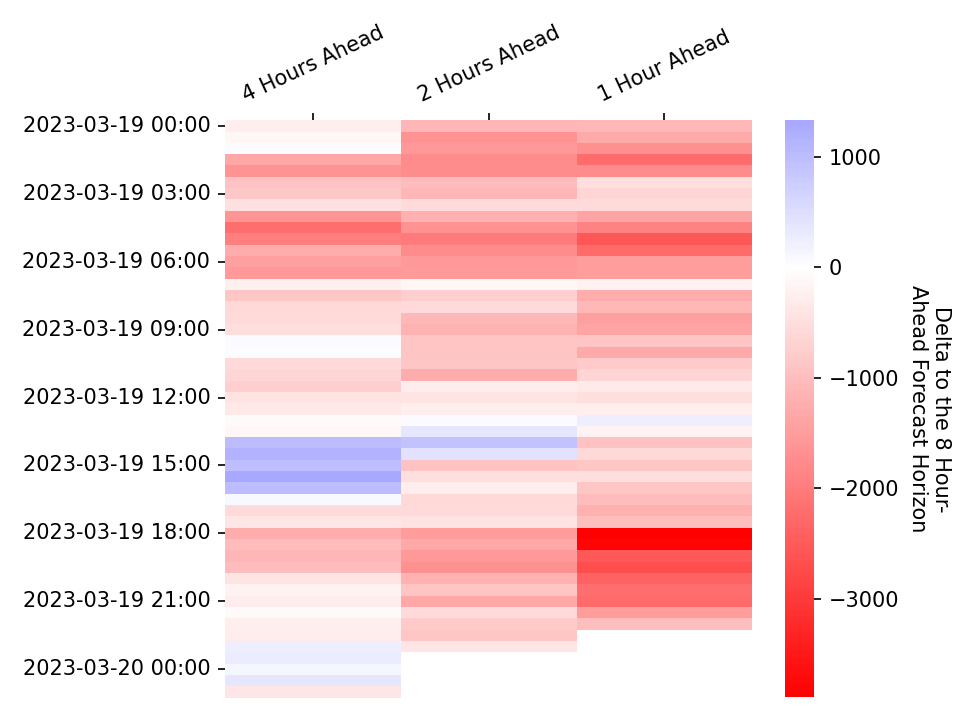 4 Hours Ahead
2 Hours Ahead
1 Hour Ahead
2023-03-19 00:00
2023-03-19 03:00
2023-03-19 06:00
2023-03-19 09:00
2023-03-19 12:00
2023-03-19 15:00
2023-03-19 18:00
2023-03-19 21:00
2023-03-20 00:00
1000
0
−1000
−2000
−3000
Delta to the 8 Hour-
Ahead Forecast Horizon